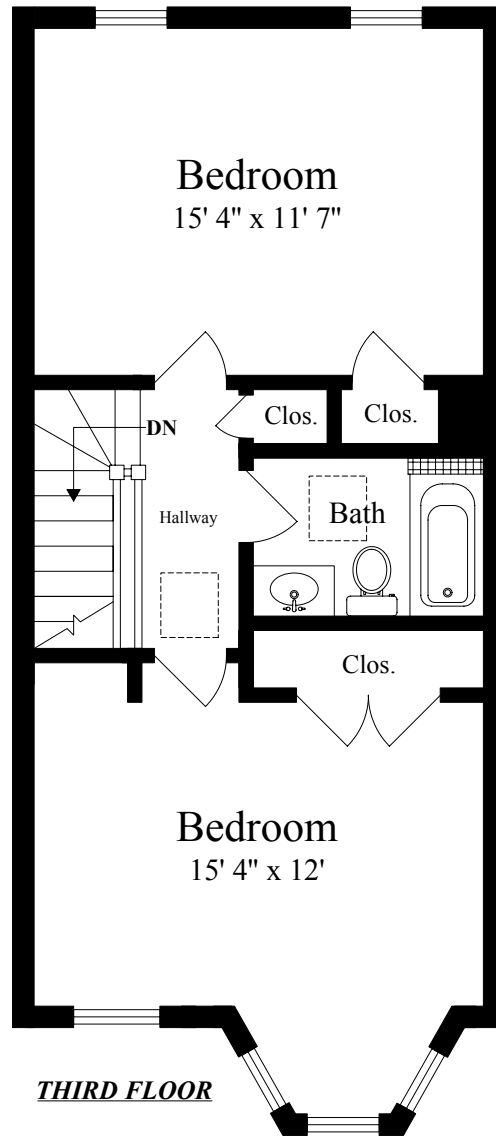 Bedroom
15' 4" x 11' 7"
Clos.
Clos.
DN
Hallway
Bath
Clos.
Bedroom
15' 4" x 12'
THIRD FLOOR